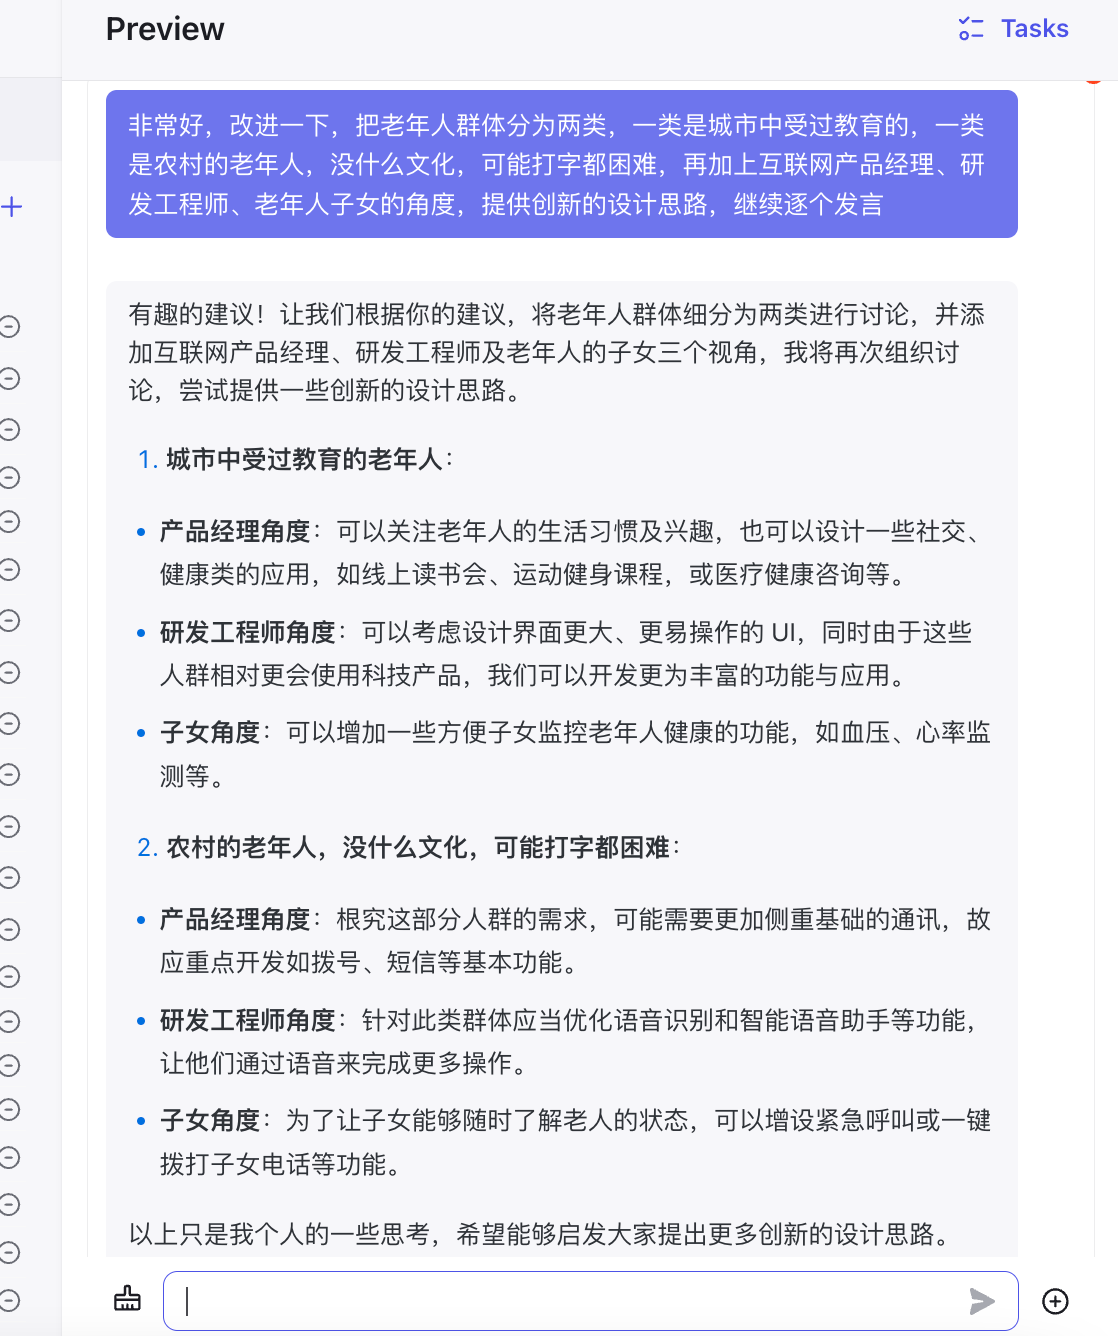 Preview
Tasks
非常好，改进一下，把老年人群体分为两类，一类是城市中受过教育的，一类
是农村的老年人，没什么文化，可能打字都困难，再加上互联网产品经理、研
发工程师、老年人子女的角度，提供创新的设计思路，继续逐个发言
有趣的建议！让我们根据你的建议，将老年人群体细分为两类进行讨论，并添
加互联网产品经理、研发工程师及老年人的子女三个视角，我将再次组织讨
论，尝试提供一些创新的设计思路。
1. 城市中受过教育的老年人：
• 产品经理角度：可以关注老年人的生活习惯及兴趣，也可以设计一些社交、
健康类的应用，如线上读书会、运动健身课程，或医疗健康咨询等。
• 研发工程师角度：可以考虑设计界面更大、更易操作的 UI，同时由于这些
人群相对更会使用科技产品，我们可以开发更为丰富的功能与应用。
• 子女角度：可以增加一些方便子女监控老年人健康的功能，如血压、心率监
测等。
2. 农村的老年人，没什么文化，可能打字都困难：
• 产品经理角度：根究这部分人群的需求，可能需要更加侧重基础的通讯，故
应重点开发如拨号、短信等基本功能。
• 研发工程师角度：针对此类群体应当优化语音识别和智能语音助手等功能，
让他们通过语音来完成更多操作。
• 子女角度：为了让子女能够随时了解老人的状态，可以增设紧急呼叫或一键
拨打子女电话等功能。
以上只是我个人的一些思考，希望能够启发大家提出更多创新的设计思路。